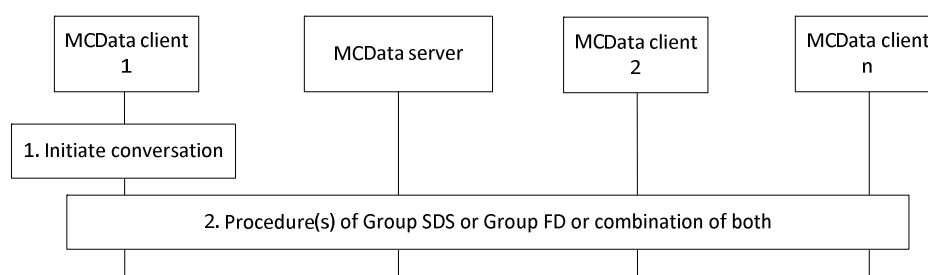 MCData client
1
MCData server
MCData client
2
MCData client
n
1. Initiate conversation
2. Procedure(s) of Group SDS or Group FD or combination of both